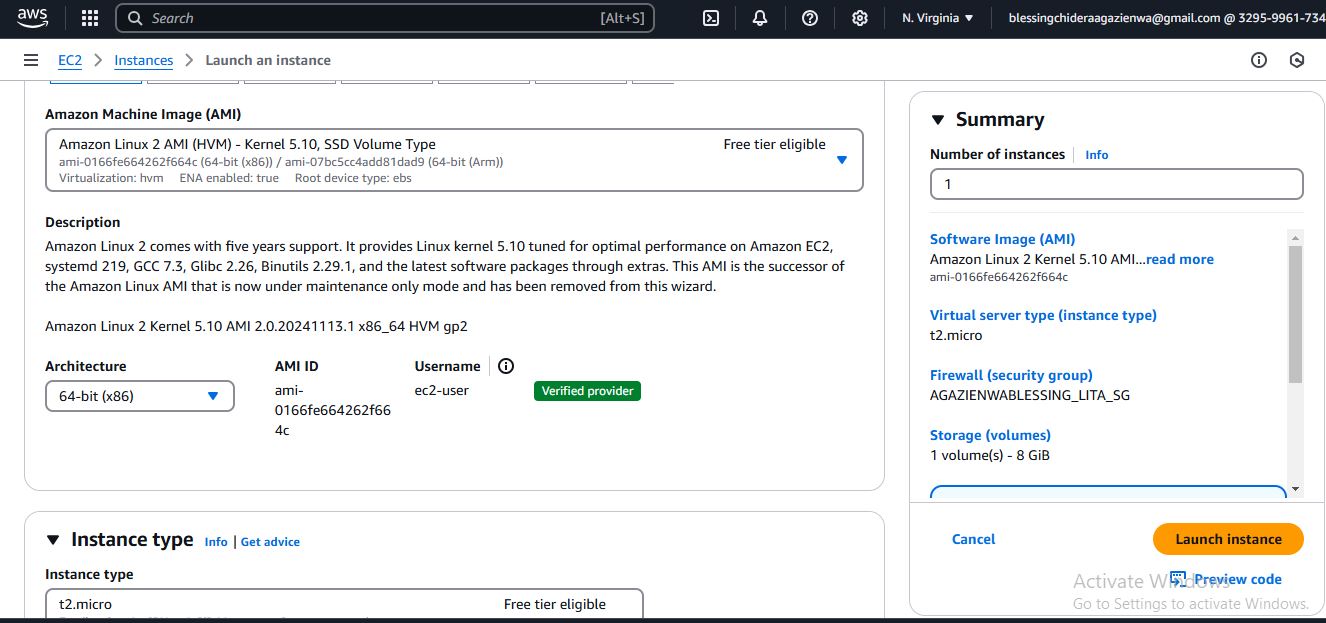 aws
Search [Alt+S]
N. Virginia
blessingchideraagazienwa@gmail.com @ 3295-9961-734
EC2 > Instances > Launch an instance
Amazon Machine Image (AMI)
Amazon Linux 2 AMI (HVM) - Kernel 5.10, SSD Volume Type
Free tier eligible
ami-0166fe664262f664c (64-bit (x86)) / ami-07bc5cc4add81dad9 (64-bit (Arm))
Virtualization: hvm ENA enabled: true Root device type: ebs
Description
Amazon Linux 2 comes with five years support. It provides Linux kernel 5.10 tuned for optimal performance on Amazon EC2,
systemd 219, GCC 7.3, Glibc 2.26, Binutils 2.29.1, and the latest software packages through extras. This AMI is the successor of
the Amazon Linux AMI that is now under maintenance only mode and has been removed from this wizard.
Amazon Linux 2 Kernel 5.10 AMI 2.0.20241113.1 x86_64 HVM gp2
Architecture
64-bit (x86)
AMI ID
ami-
0166fe664262f66
4c
Username
ec2-user
Verified provider
Instance type Info | Get advice
Instance type
t2.micro
Free tier eligible
Summary
Number of instances Info
1
Software Image (AMI)
Amazon Linux 2 Kernel 5.10 AMI...read more
ami-0166fe664262f664c
Virtual server type (instance type)
t2.micro
Firewall (security group)
AGAZIENWABLESSING_LITA_SG
Storage (volumes)
1 volume(s) - 8 GiB
Cancel
Launch instance
Preview code
Activate Windows
Go to Settings to activate Windows.